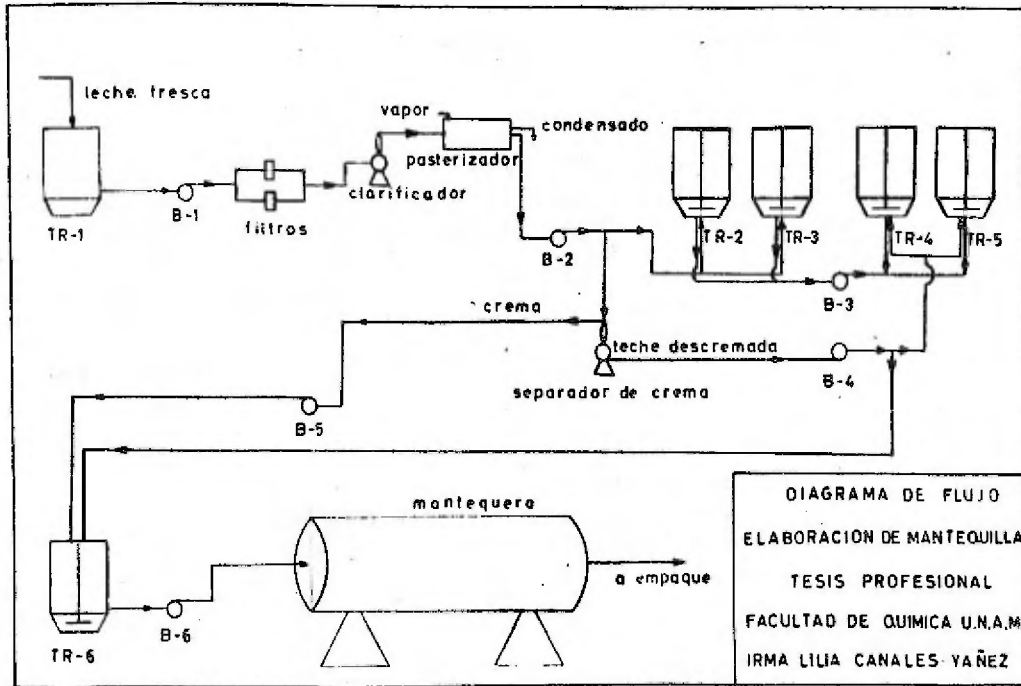 leche fresca
vapor
condensado
pasterizador
clarificador
B-1
filtros
TR-1
B-2
TR-2
TR-3
TR-4
TR-5
B-3
crema
leche descremada
B-4
separador de crema
B-5
mantequera
a empaque
B-6
TR-6
DIAGRAMA DE FLUJO
ELABORACION DE MANTEQUILLA
TESIS PROFESIONAL
FACULTAD DE QUIMICA U.N.A.M
IRMA LILIA CANALES YAÑEZ